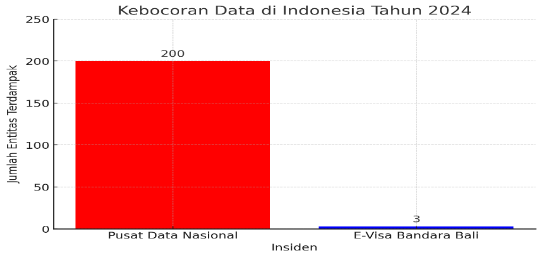 Kebocoran Data di Indonesia Tahun 2024
Jumlah Entitas Terdampak
250
200
150
100
50
0
200
3
Pusat Data Nasional
E-Visa Bandara Bali
Insiden